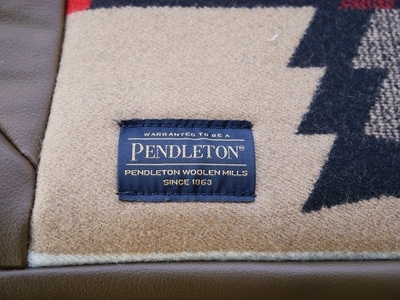 WARRANTED TO BE A
PENDLETON®
PENDLETON WOOLEN MILLS
SINCE 1863